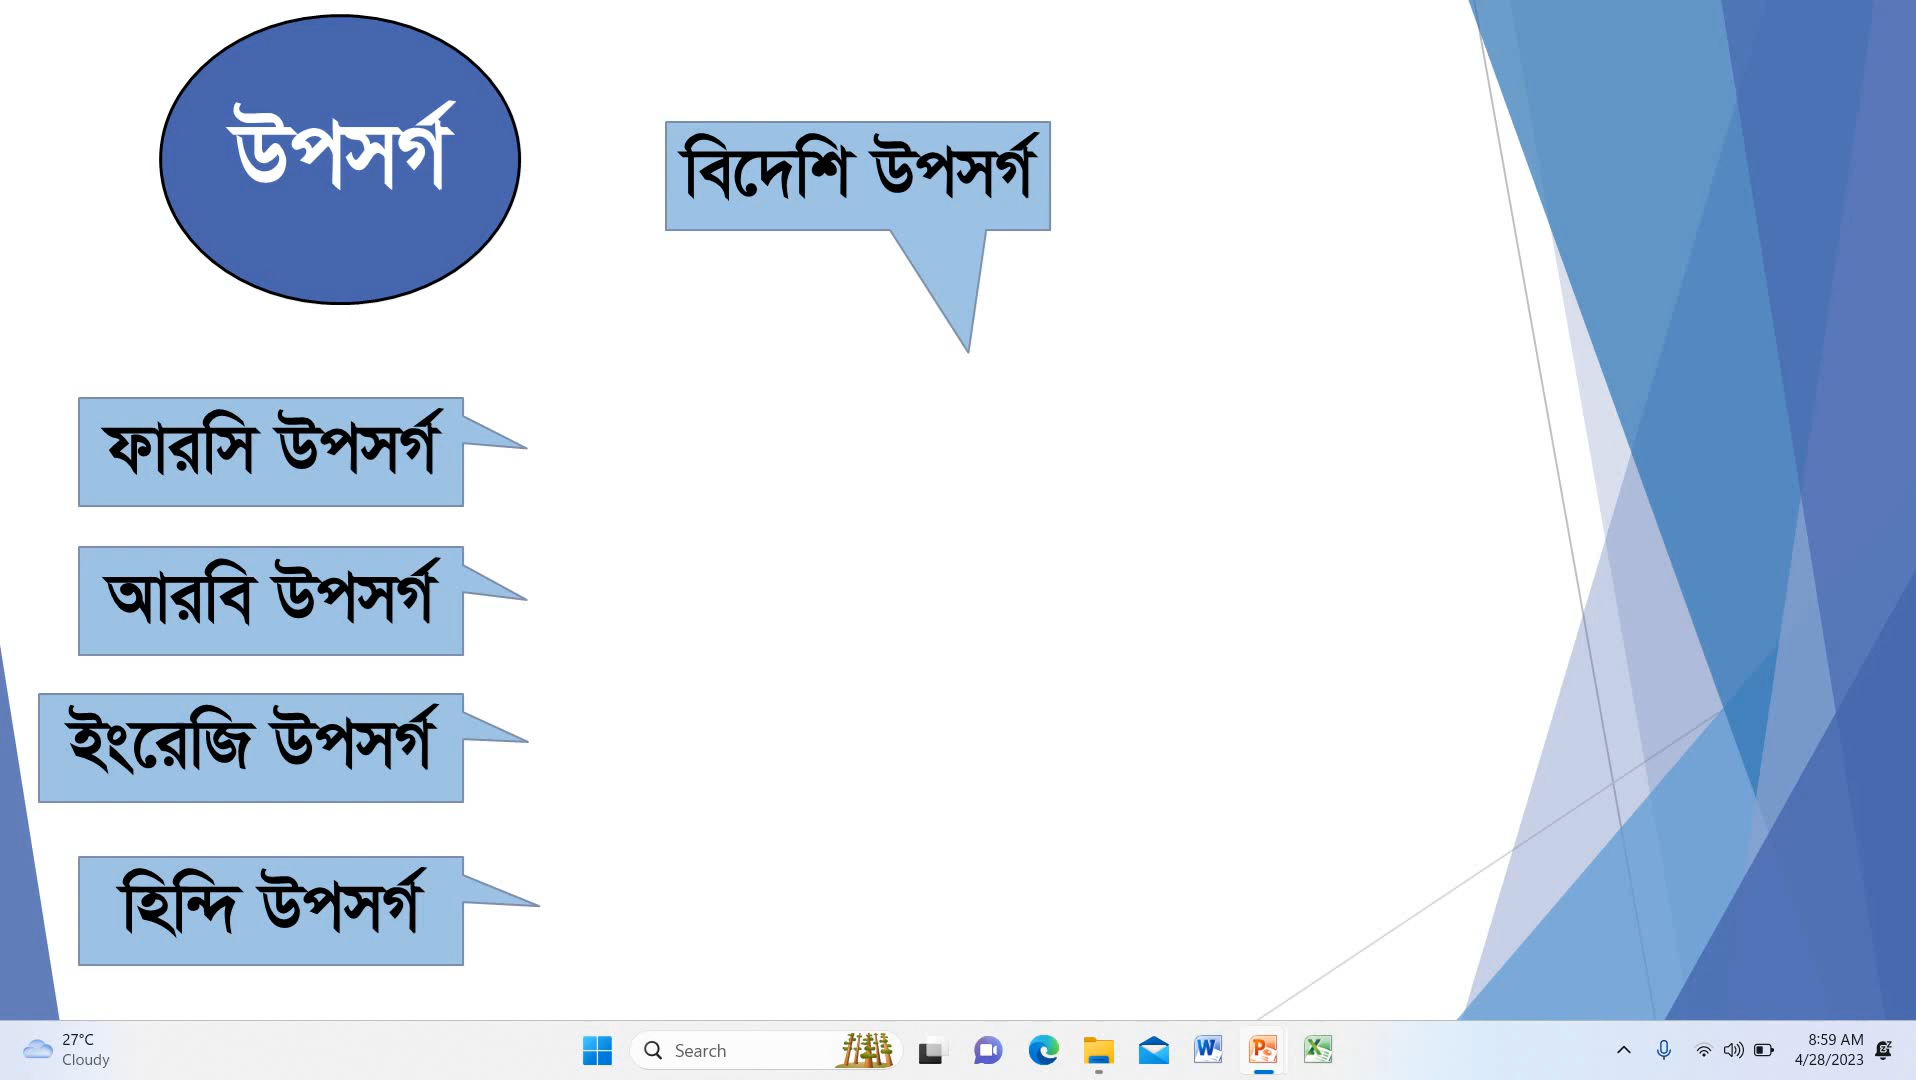 উপসর্গ
বিদেশি উপসর্গ
ফারসি উপসর্গ
আরবি উপসর্গ
ইংরেজি উপসর্গ
হিন্দি উপসর্গ
27°C
Cloudy
Search
8:59 AM
4/28/2023